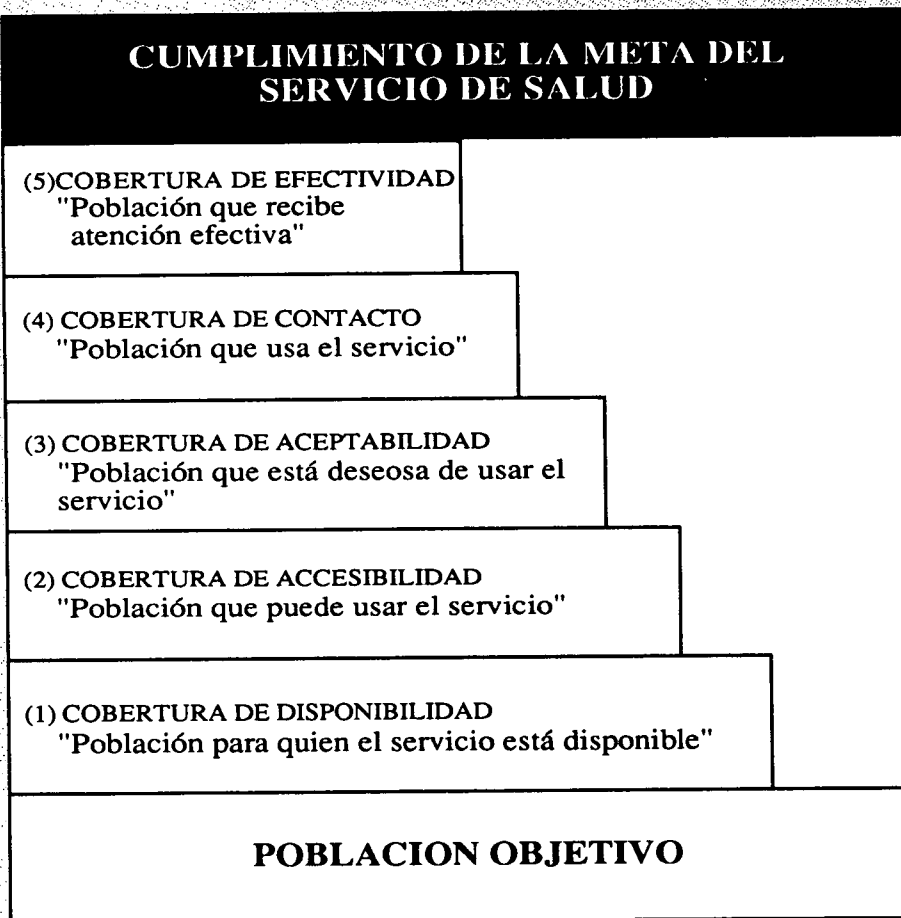 CUMPLIMIENTO DE LA META DEL
SERVICIO DE SALUD
(5)COBERTURA DE EFECTIVIDAD
"Población que recibe
atención efectiva"
(4) COBERTURA DE CONTACTO
"Población que usa el servicio"
(3) COBERTURA DE ACEPTABILIDAD
"Población que está deseosa de usar el
servicio"
(2) COBERTURA DE ACCESIBILIDAD
"Población que puede usar el servicio"
(1) COBERTURA DE DISPONIBILIDAD
"Población para quien el servicio está disponible"
POBLACION OBJETIVO